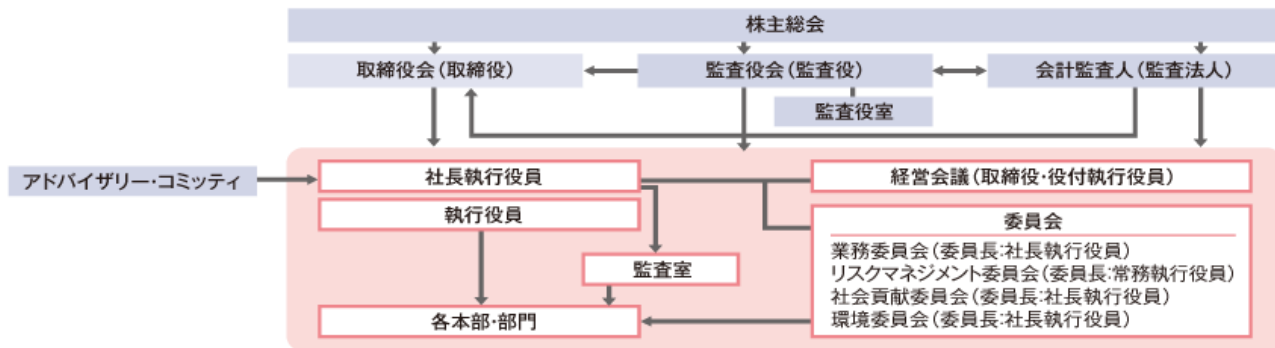 株主総会
取締役会(取締役)
監査役会(監査役)
会計監査人(監査法人)
監査役室
アドバイザリー・コミッティ
社長執行役員
経営会議(取締役・役付執行役員)
執行役員
委員会
業務委員会(委員長:社長執行役員)
リスクマネジメント委員会(委員長:常務執行役員)
社会貢献委員会(委員長:社長執行役員)
環境委員会(委員長:社長執行役員)
監査室
各本部・部門